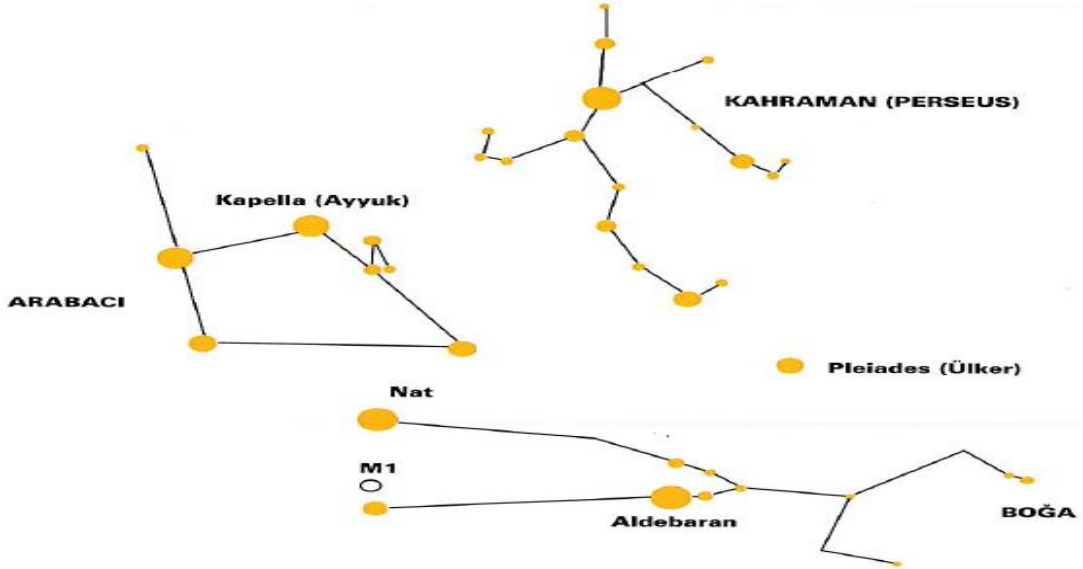 KAHRAMAN (PERSEUS)
Kapella (Ayyuk)
ARABACI
Pleiades (Ülker)
Nat
M1
Aldebaran
BOĞA